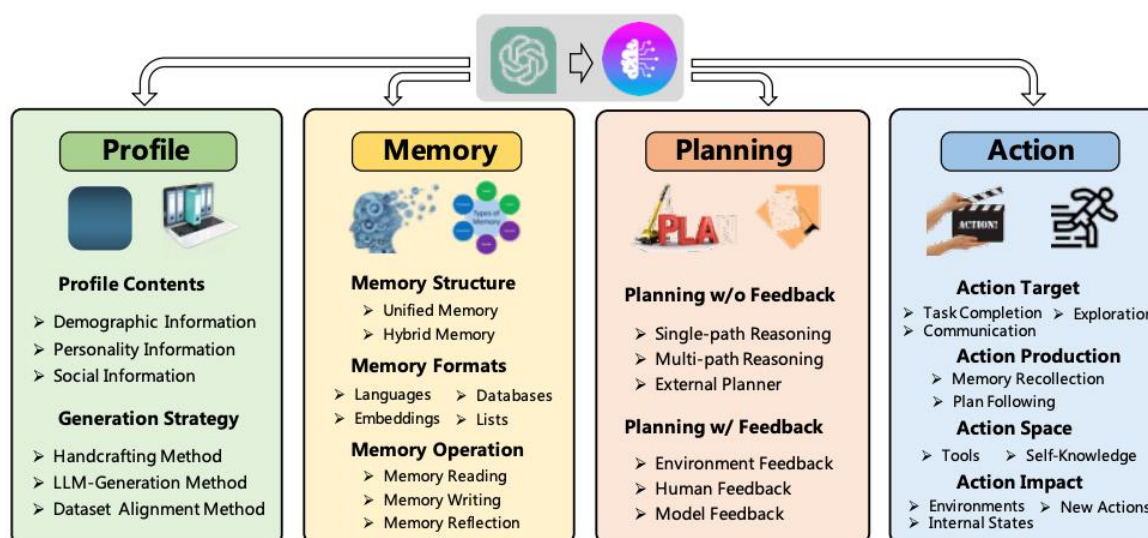 Profile
Profile Contents
➢ Demographic Information
➢ Personality Information
➢ Social Information
Generation Strategy
➢ Handcrafting Method
➢ LLM-Generation Method
➢ Dataset Alignment Method
Memory
Types of
Memory
Memory Structure
➢ Unified Memory
➢ Hybrid Memory
Memory Formats
➢ Languages ➢ Databases
➢ Embeddings ➢ Lists
Memory Operation
➢ Memory Reading
➢ Memory Writing
➢ Memory Reflection
Planning
PLAN
Planning w/o Feedback
➢ Single-path Reasoning
➢ Multi-path Reasoning
➢ External Planner
Planning w/ Feedback
➢ Environment Feedback
➢ Human Feedback
➢ Model Feedback
Action
ACTION!
Action Target
➢ Task Completion ➢ Exploration
➢ Communication
Action Production
➢ Memory Recollection
➢ Plan Following
Action Space
➢ Tools ➢ Self-Knowledge
Action Impact
➢ Environments ➢ New Actions
➢ Internal States